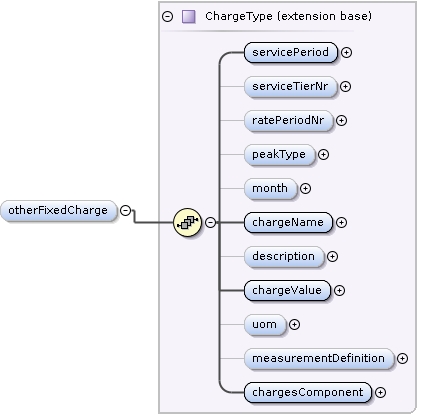 ChargeType (extension base)
servicePeriod
serviceTierNr
ratePeriodNr
peakType
month
otherFixedCharge
chargeName
description
chargeValue
uom
measurementDefinition
chargesComponent